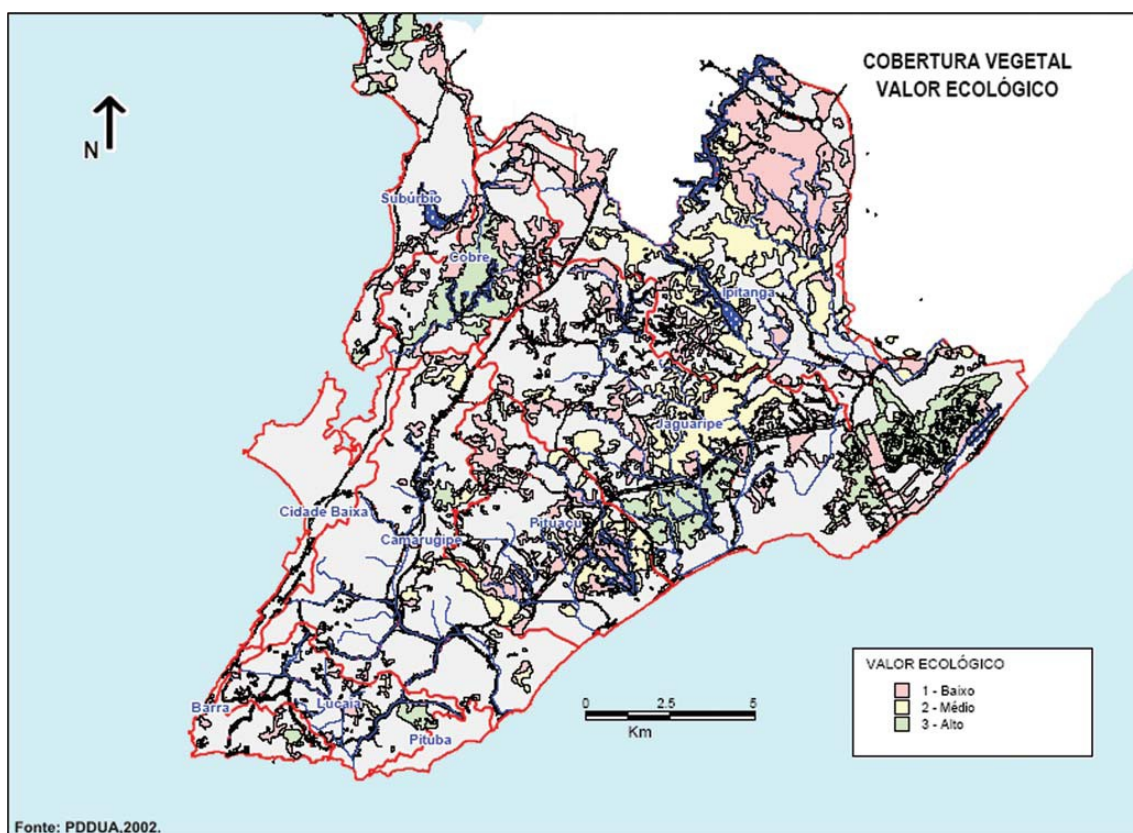 COBERTURA VEGETAL
VALOR ECOLÓGICO
N
Subúrbio
Cobre
Ipitanga
Jaguaripe
Cidade Baixa
Pituaçu
Camarugipe
Barra
Lucaia
Pituba
0 2.5 5
Km
VALOR ECOLÓGICO
1 - Baixo
2 - Médio
3 - Alto
Fonte: PDDUA,2002.